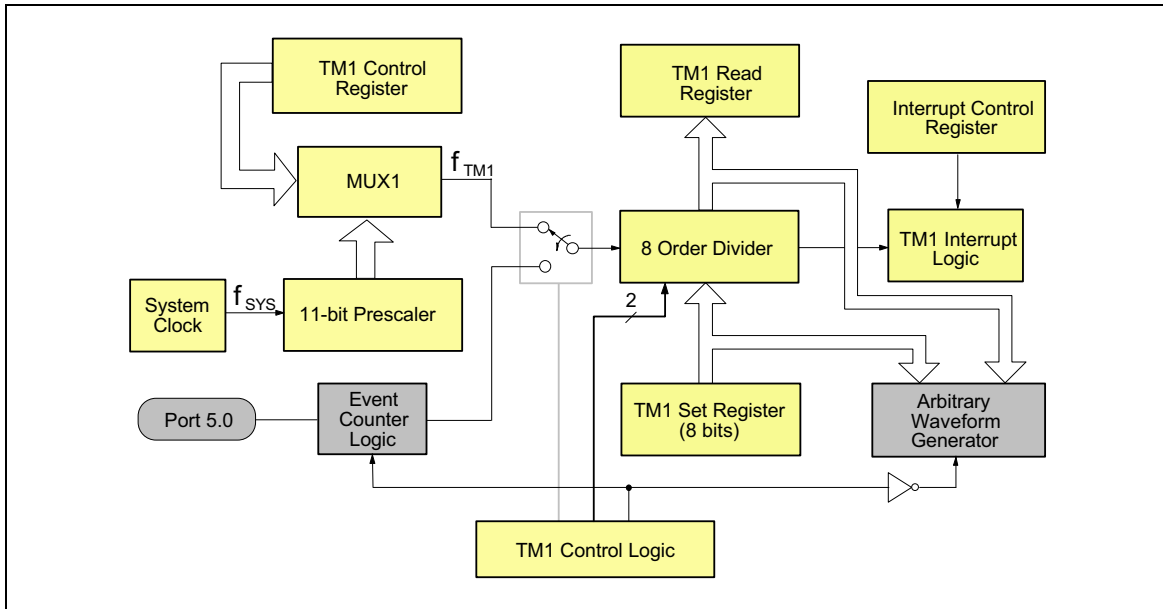 TM1 Control
Register
TM1 Read
Register
Interrupt Control
Register
MUX1
f TM1
8 Order Divider
TM1 Interrupt
Logic
System
Clock
f SYS
11-bit Prescaler
2
Port 5.0
Event
Counter
Logic
TM1 Set Register
(8 bits)
Arbitrary
Waveform
Generator
TM1 Control Logic